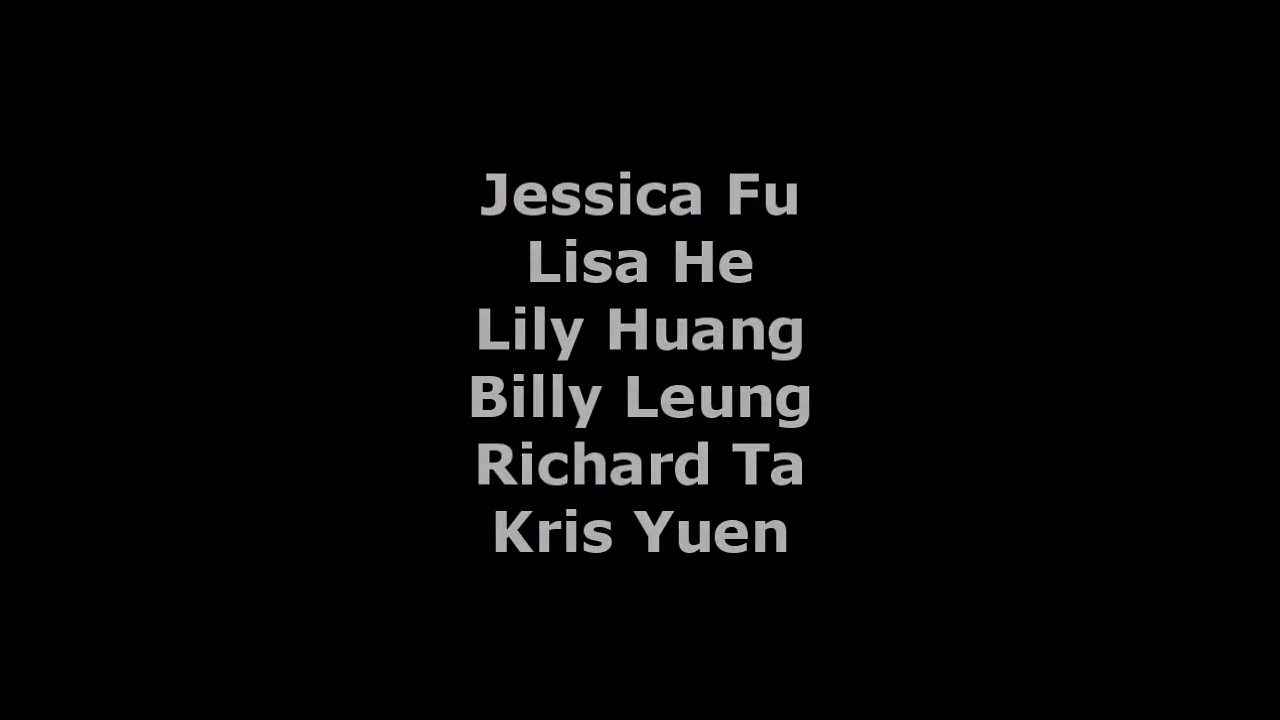 Jessica Fu
Lisa He
Lily Huang
Billy Leung
Richard Ta
Kris Yuen